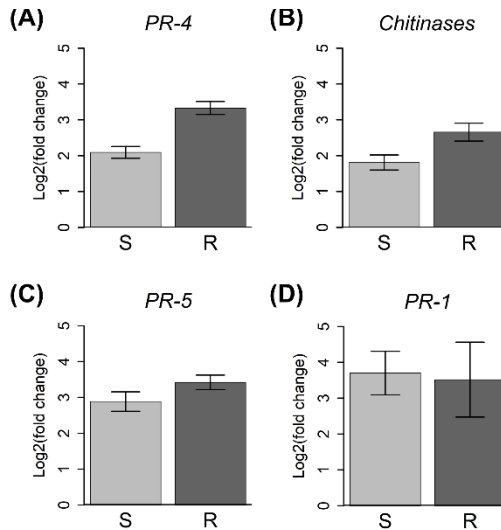 (A) PR-4
Log2(fold change)
0 1 2 3 4 5
S R
(B) Chitinases
Log2(fold change)
0 1 2 3 4 5
S R
(C) PR-5
Log2(fold change)
0 1 2 3 4 5
S R
(D) PR-1
Log2(fold change)
0 1 2 3 4 5
S R